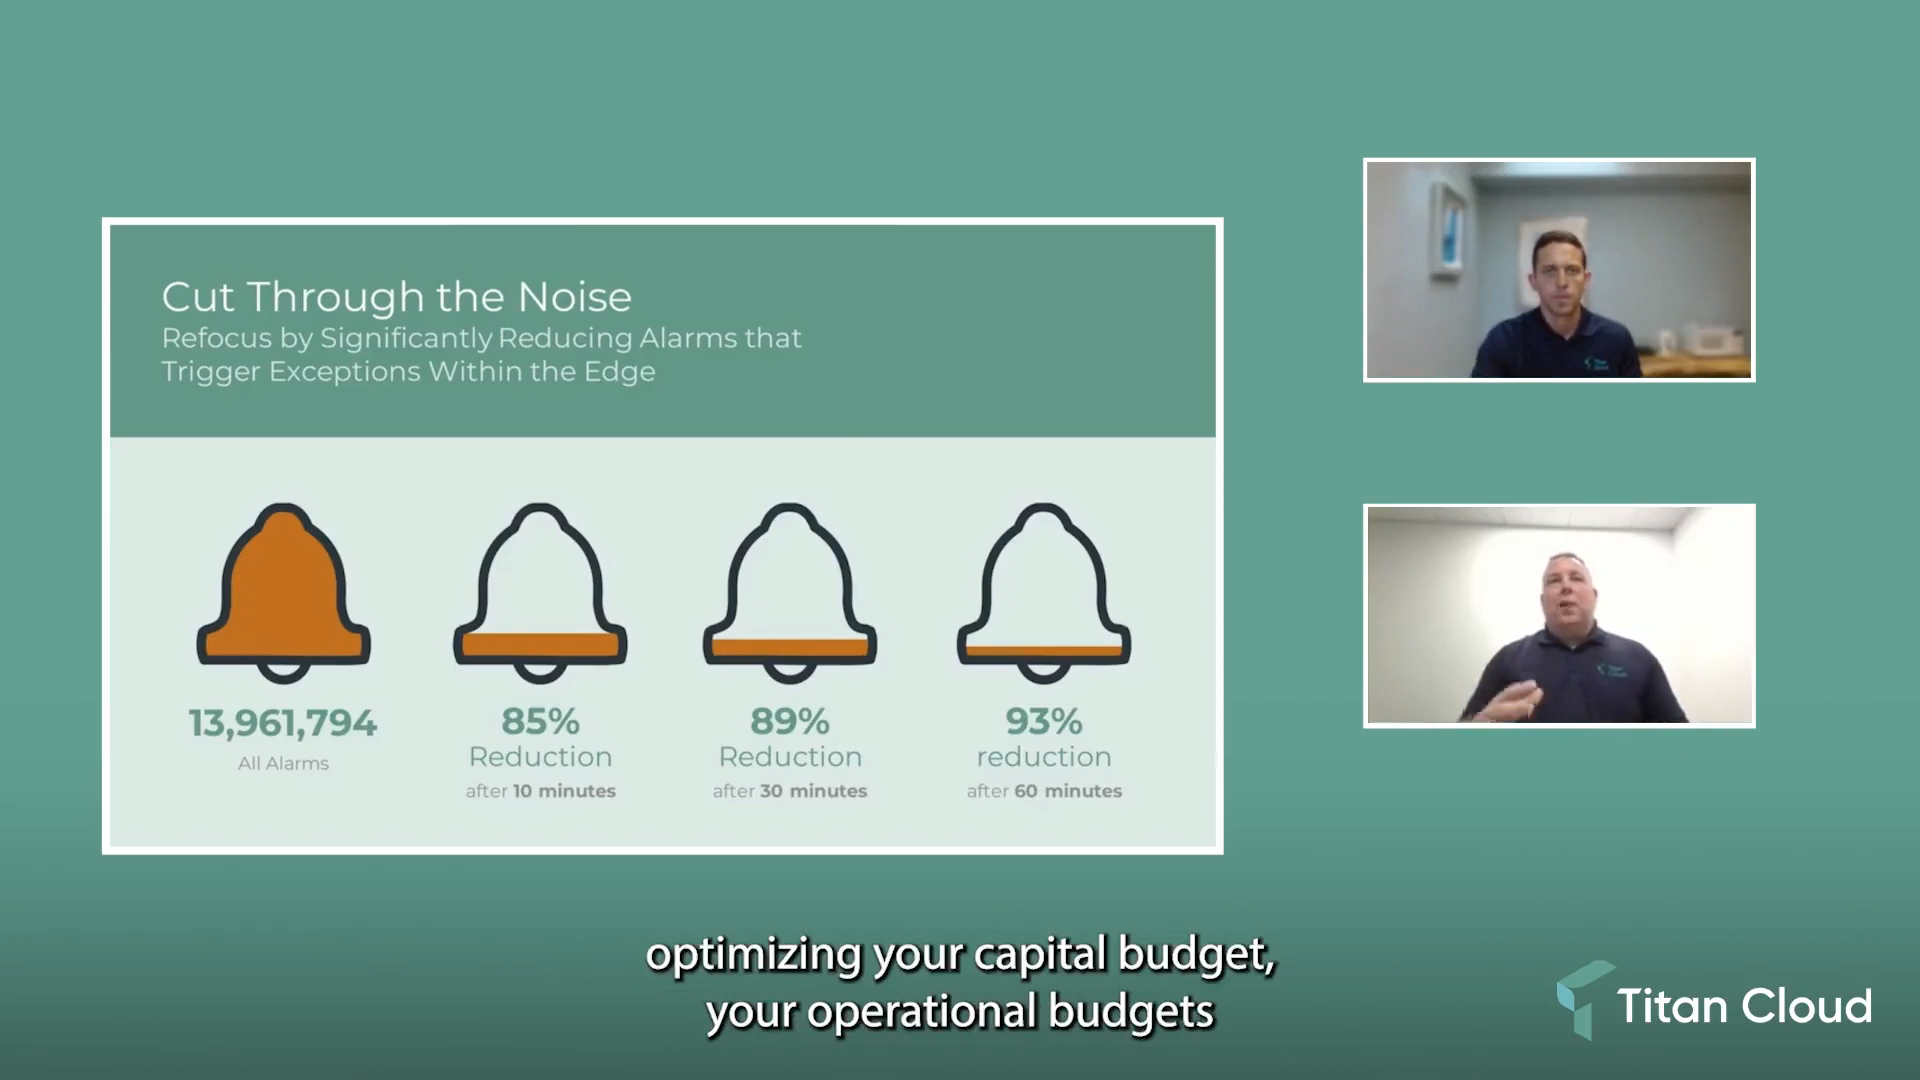 Cut Through the Noise
Refocus by Significantly Reducing Alarms that
Trigger Exceptions Within the Edge
13,961,794
All Alarms
85%
Reduction
after 10 minutes
89%
Reduction
after 30 minutes
93%
reduction
after 60 minutes
optimizing your capital budget,
your operational budgets
Titan Cloud